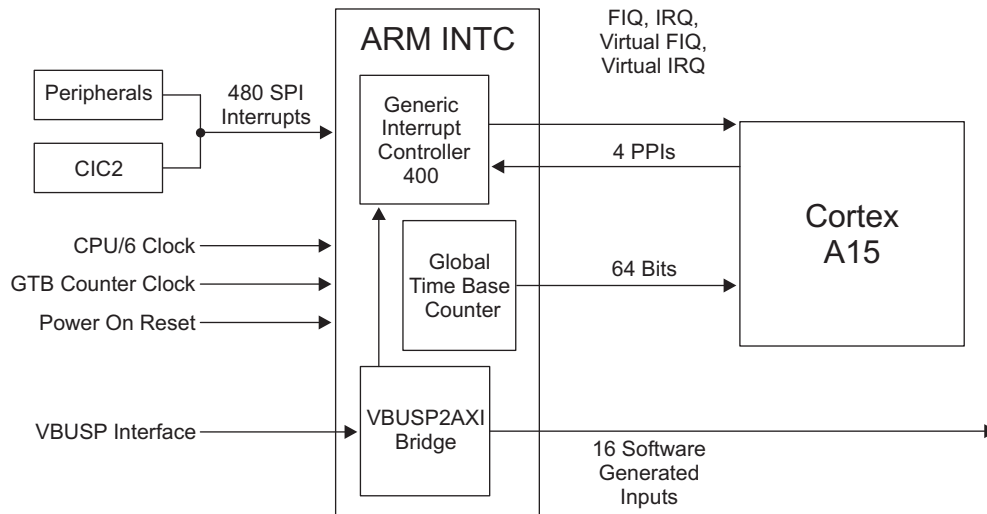 FIQ, IRQ,
Virtual FIQ,
Virtual IRQ
ARM INTC
Peripherals
480 SPI
Interrupts
CIC2
Generic
Interrupt
Controller
400
4 PPIs
Cortex
A15
CPU/6 Clock
GTB Counter Clock
Power On Reset
Global
Time Base
Counter
64 Bits
VBUSP Interface
VBUSP2AXI
Bridge
16 Software
Generated
Inputs